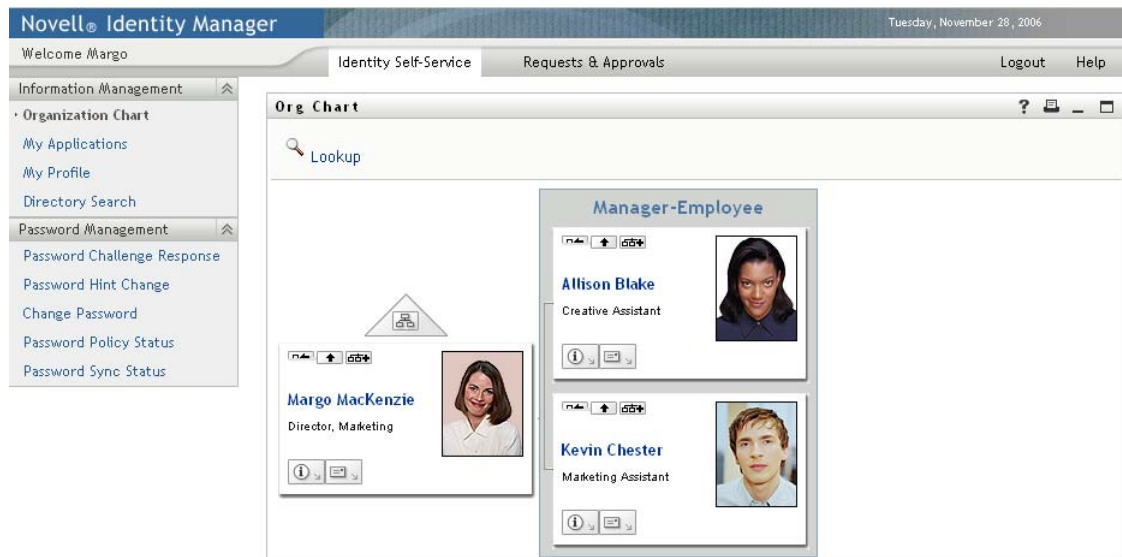 Novell® Identity Manager
Tuesday, November 28, 2006
Welcome Margo
Identity Self-Service
Requests & Approvals
Logout
Help
Information Management
Organization Chart
My Applications
My Profile
Directory Search
Password Management
Password Challenge Response
Password Hint Change
Change Password
Password Policy Status
Password Sync Status
Org Chart
?
Lookup
Margo MacKenzie
Director, Marketing
Manager-Employee
Allison Blake
Creative Assistant
Kevin Chester
Marketing Assistant